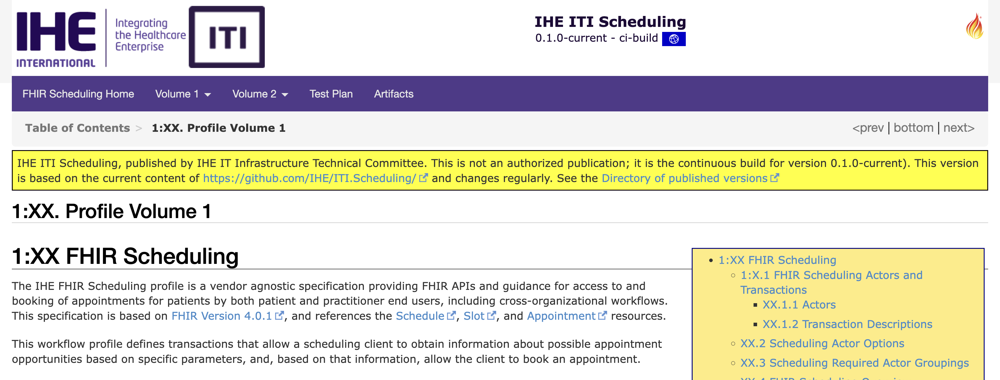 IHE
INTERNATIONAL
Integrating
the Healthcare
Enterprise
ITI
IHE ITI Scheduling
0.1.0-current - ci-build
FHIR Scheduling Home Volume 1 Volume 2 Test Plan Artifacts
Table of Contents > 1:XX. Profile Volume 1
<prev | bottom | next>
IHE ITI Scheduling, published by IHE IT Infrastructure Technical Committee. This is not an authorized publication; it is the continuous build for version 0.1.0-current). This version
is based on the current content of https://github.com/IHE/ITI.Scheduling/ and changes regularly. See the Directory of published versions
1:XX. Profile Volume 1
1:XX FHIR Scheduling
The IHE FHIR Scheduling profile is a vendor agnostic specification providing FHIR APIs and guidance for access to and
booking of appointments for patients by both patient and practitioner end users, including cross-organizational workflows.
This specification is based on FHIR Version 4.0.1, and references the Schedule, Slot, and Appointment resources.
This workflow profile defines transactions that allow a scheduling client to obtain information about possible appointment
opportunities based on specific parameters, and, based on that information, allow the client to book an appointment.
• 1:XX FHIR Scheduling
◦ 1:X.1 FHIR Scheduling Actors and
Transactions
▪ XX.1.1 Actors
▪ XX.1.2 Transaction Descriptions
◦ XX.2 Scheduling Actor Options
◦ XX.3 Scheduling Required Actor Groupings